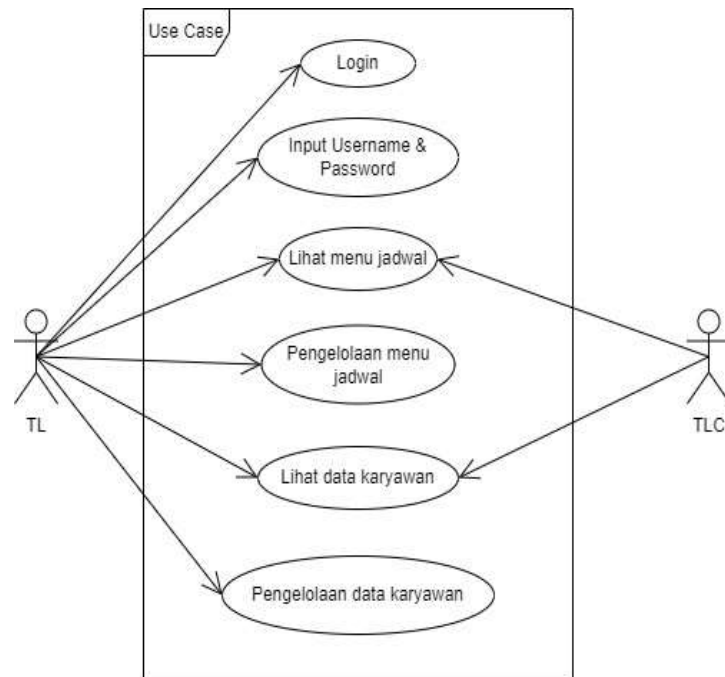 Use Case
Login
Input Username &
Password
Lihat menu jadwal
Pengelolaan menu
jadwal
TL
TLC
Lihat data karyawan
Pengelolaan data karyawan